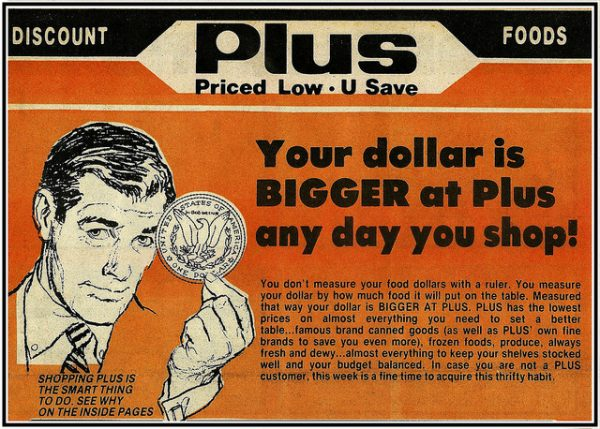 DISCOUNT
Plus
FOODS
Priced Low · U Save
Your dollar is
BIGGER at Plus
any day you shop!
UNITED STATES OF AMERICA
ONE DO
You don't measure your food dollars with a ruler. You measure
your dollar by how much food it will put on the table. Measured
that way your dollar is BIGGER AT PLUS. PLUS has the lowest
prices on almost everything you need to set a better
table...famous brand canned goods (as well as PLUS' own fine
brands to save you even more), frozen foods, produce, always
fresh and dewy...almost everything to keep your shelves stocked
well and your budget balanced. In case you are not a PLUS
customer, this week is a fine time to acquire this thrifty habit.
SHOPPING PLUS IS
THE SMART THING
TO DO. SEE WHY
ON THE INSIDE PAGES